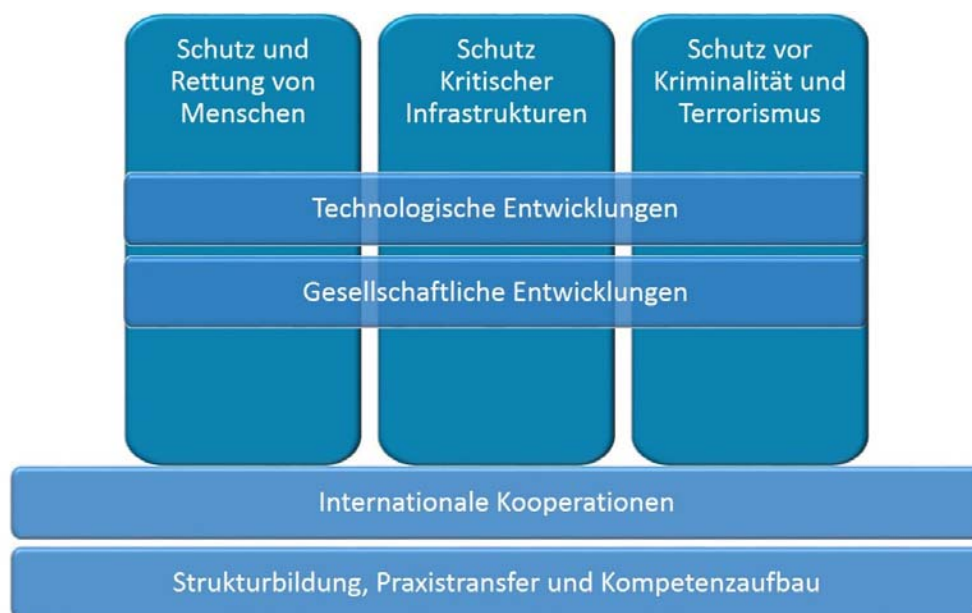 Schutz und
Rettung von
Menschen
Schutz
Kritischer
Infrastrukturen
Schutz vor
Kriminalität und
Terrorismus
Technologische Entwicklungen
Gesellschaftliche Entwicklungen
Internationale Kooperationen
Strukturbildung, Praxistransfer und Kompetenzaufbau